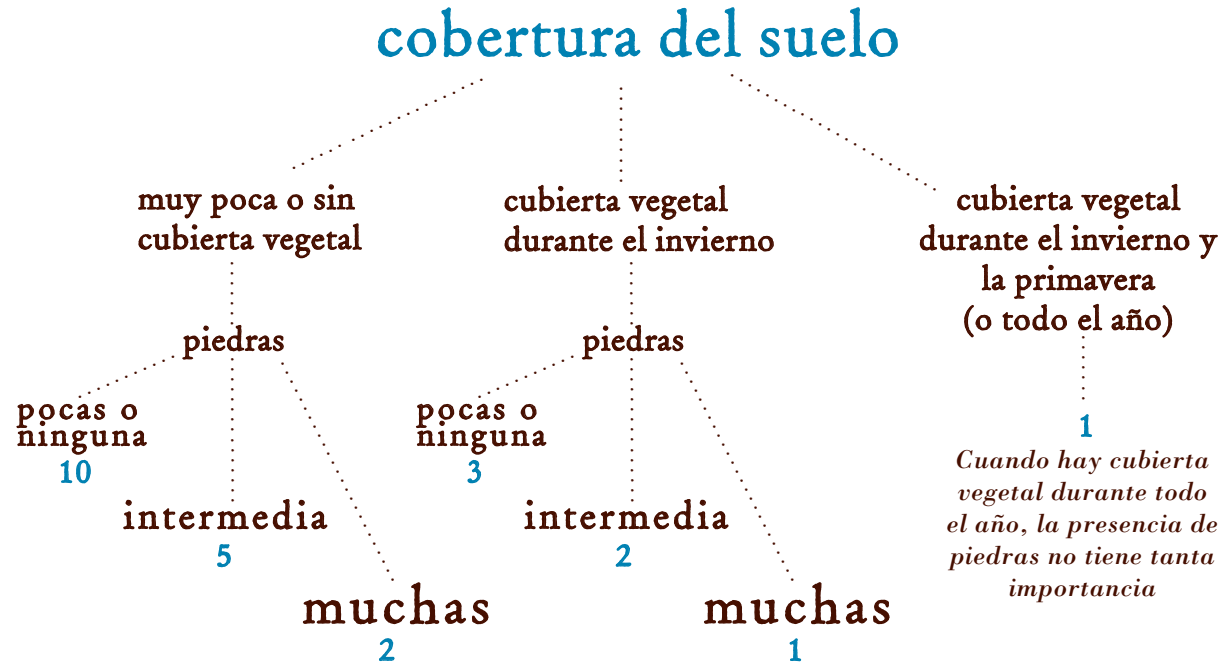 cobertura del suelo
muy poca o sin
cubierta vegetal
piedras
pocas o
ninguna
10
intermedia
5
muchas
2
cubierta vegetal
durante el invierno
piedras
pocas o
ninguna
3
intermedia
2
muchas
1
cubierta vegetal
durante el invierno y
la primavera
(o todo el año)
1
Cuando hay cubierta
vegetal durante todo
el año, la presencia de
piedras no tiene tanta
importancia